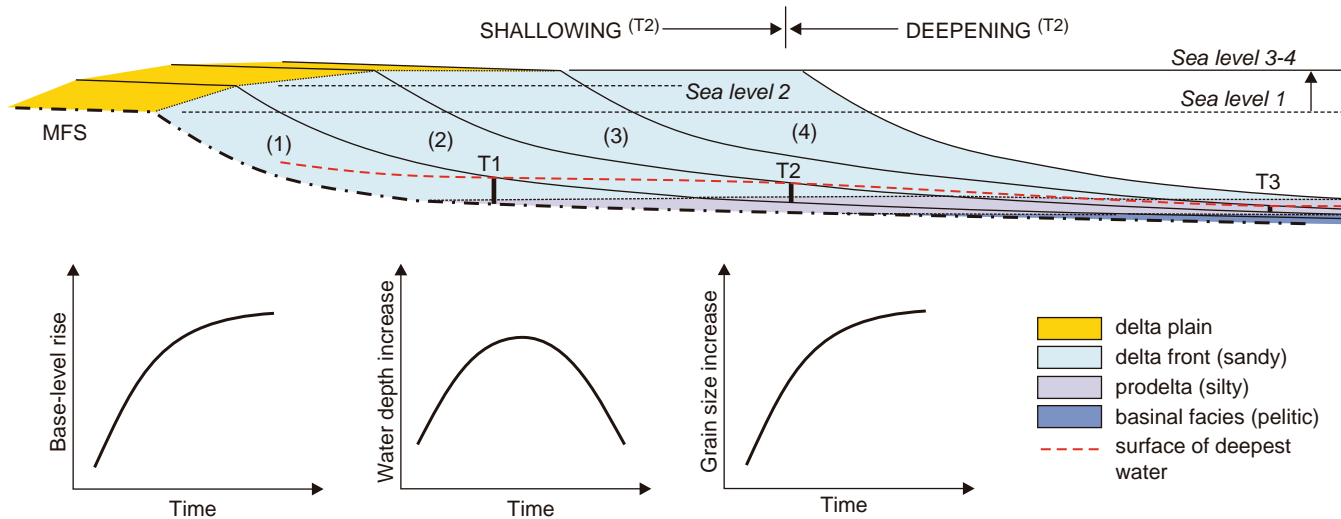 SHALLOWING (T2)
DEEPENING (T2)
Sea level 3-4
Sea level 2
Sea level 1
MFS
(1)
(2)
(3)
(4)
T1
T2
T3
Base-level rise
Time
Water depth increase
Time
Grain size increase
Time
delta plain
delta front (sandy)
prodelta (silty)
basinal facies (pelitic)
surface of deepest
water